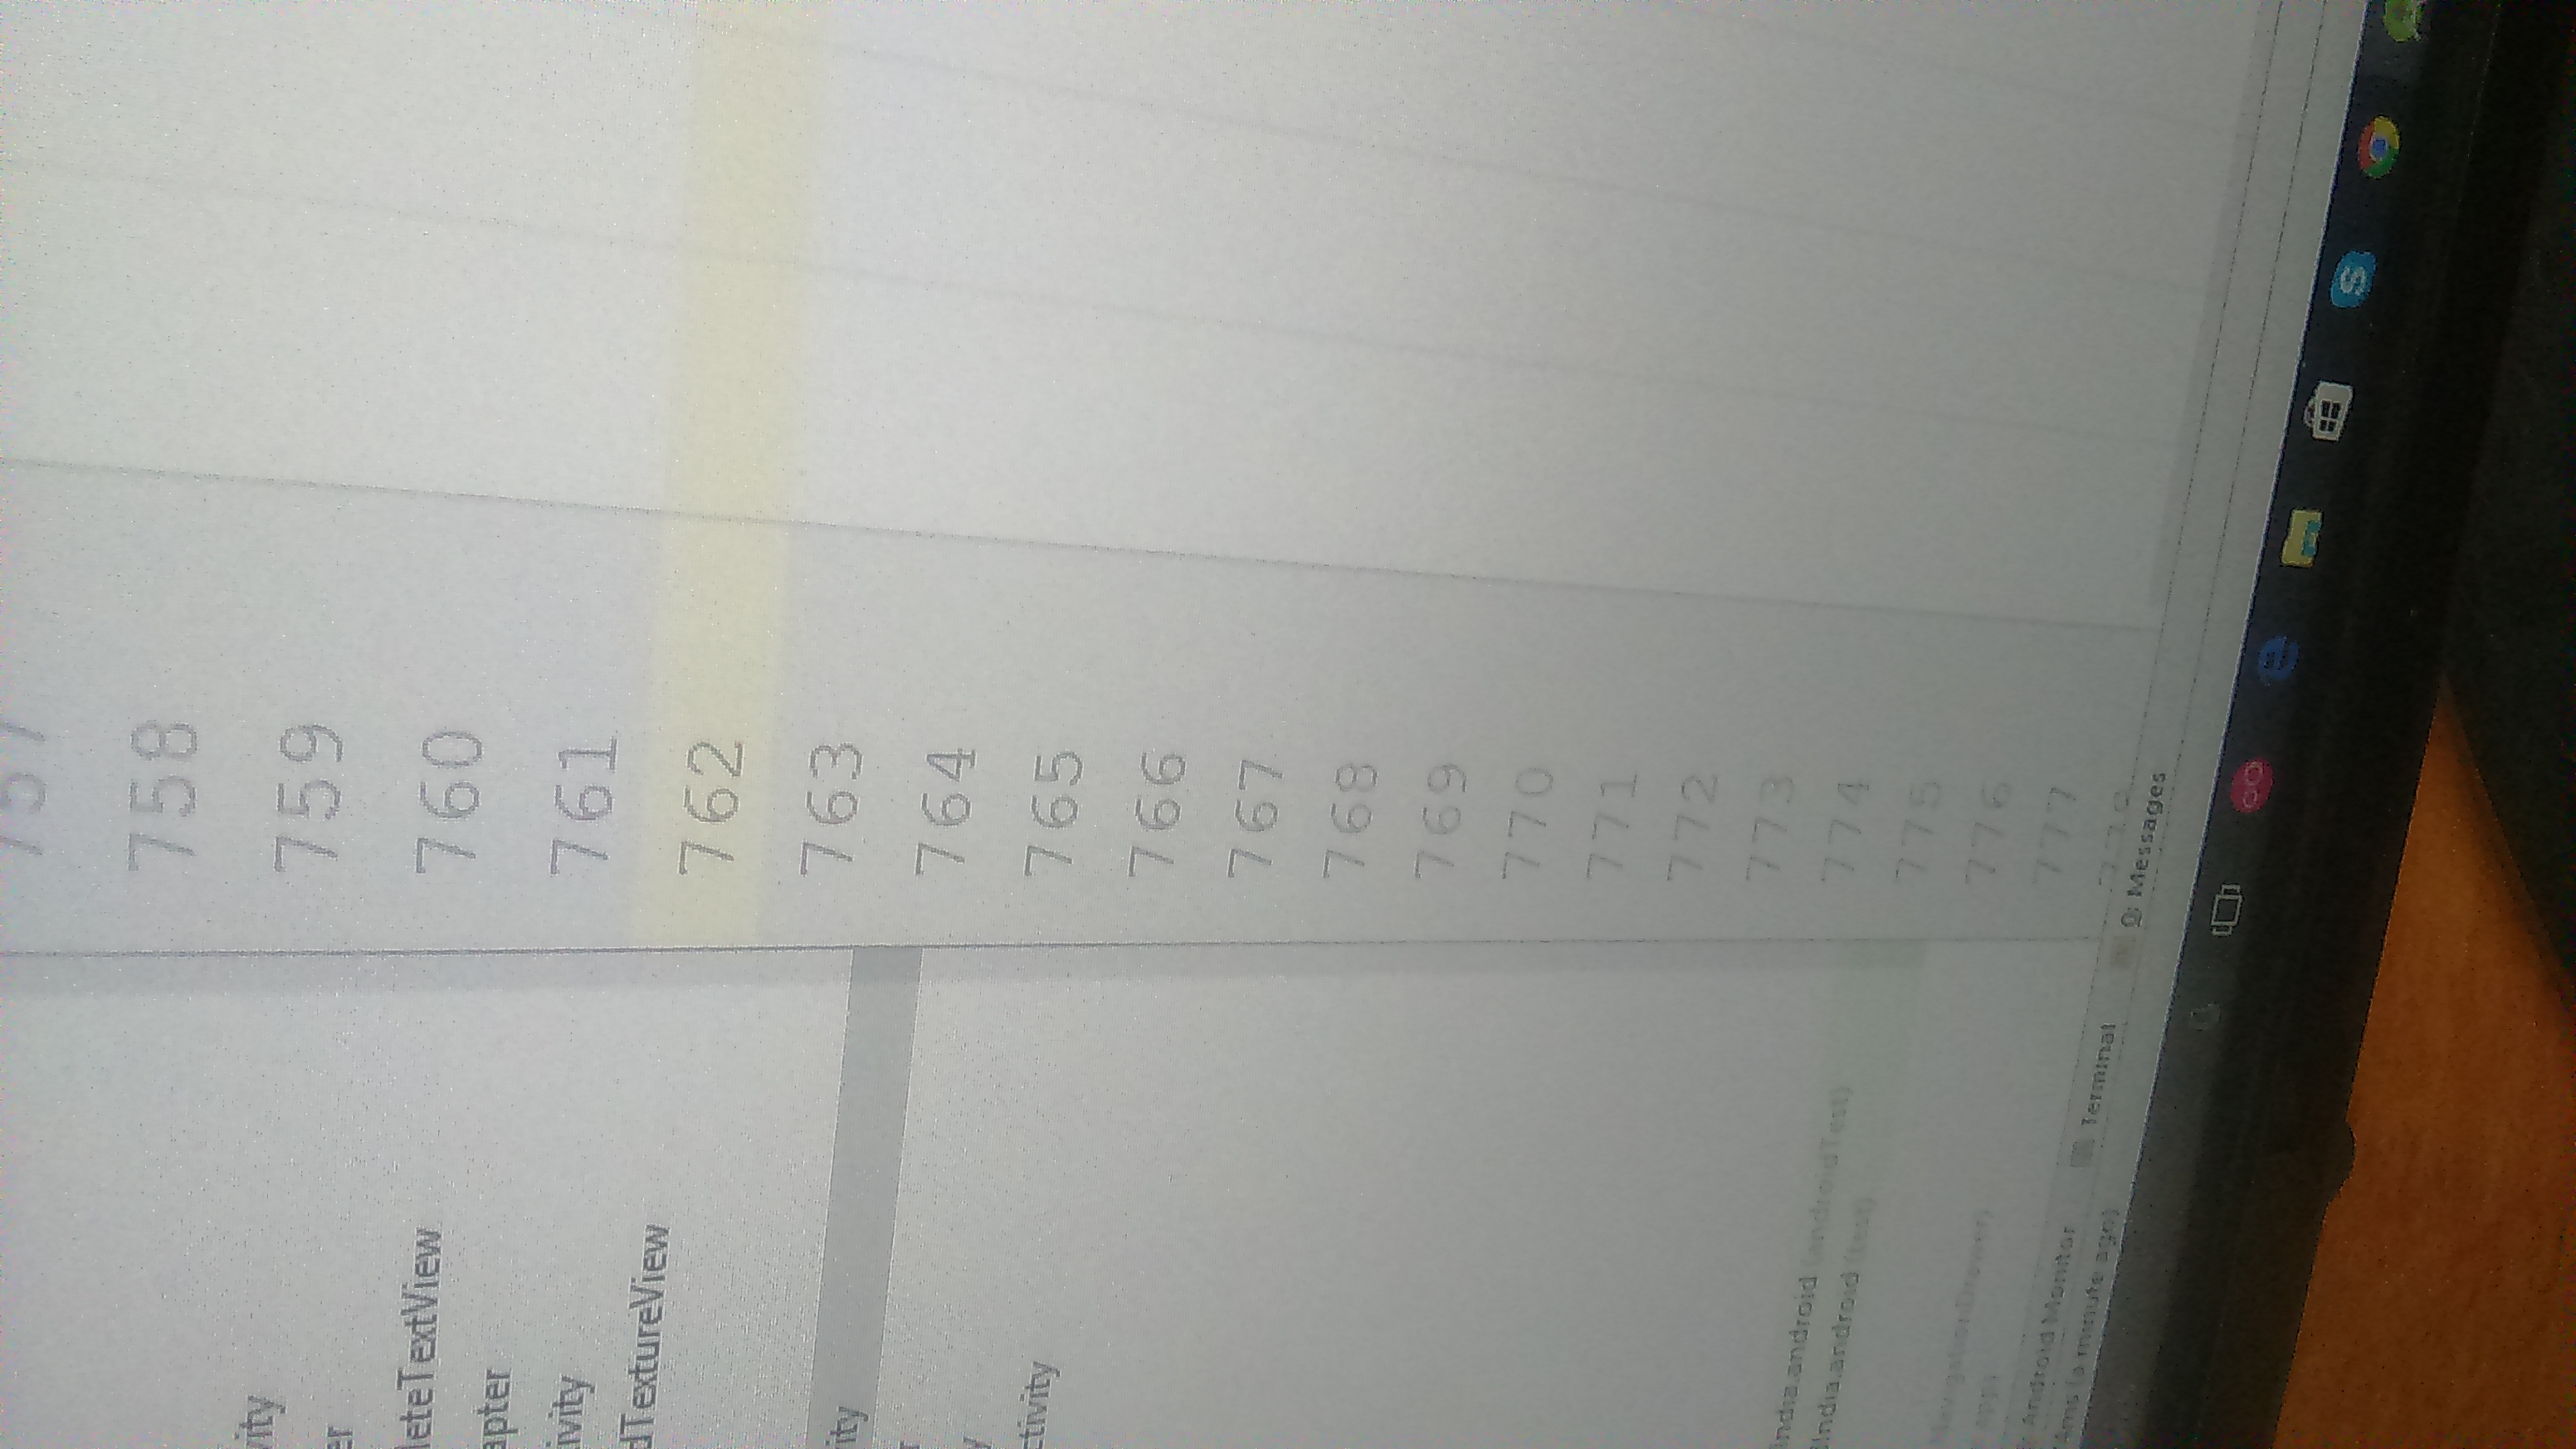 757
758
vity
759
er
leteTextView
760
apter
ivity
761
dTextureView
762
763
ity
r
764
y
ctivity
765
766
767
768
769
770
771
772
773
India.android (androidTest)
774
India.android (test)
775
NavigationDrawer)
776
app)
777
Android Monitor
Terminal
0: Messages
4ms (a minute ago)
778
S